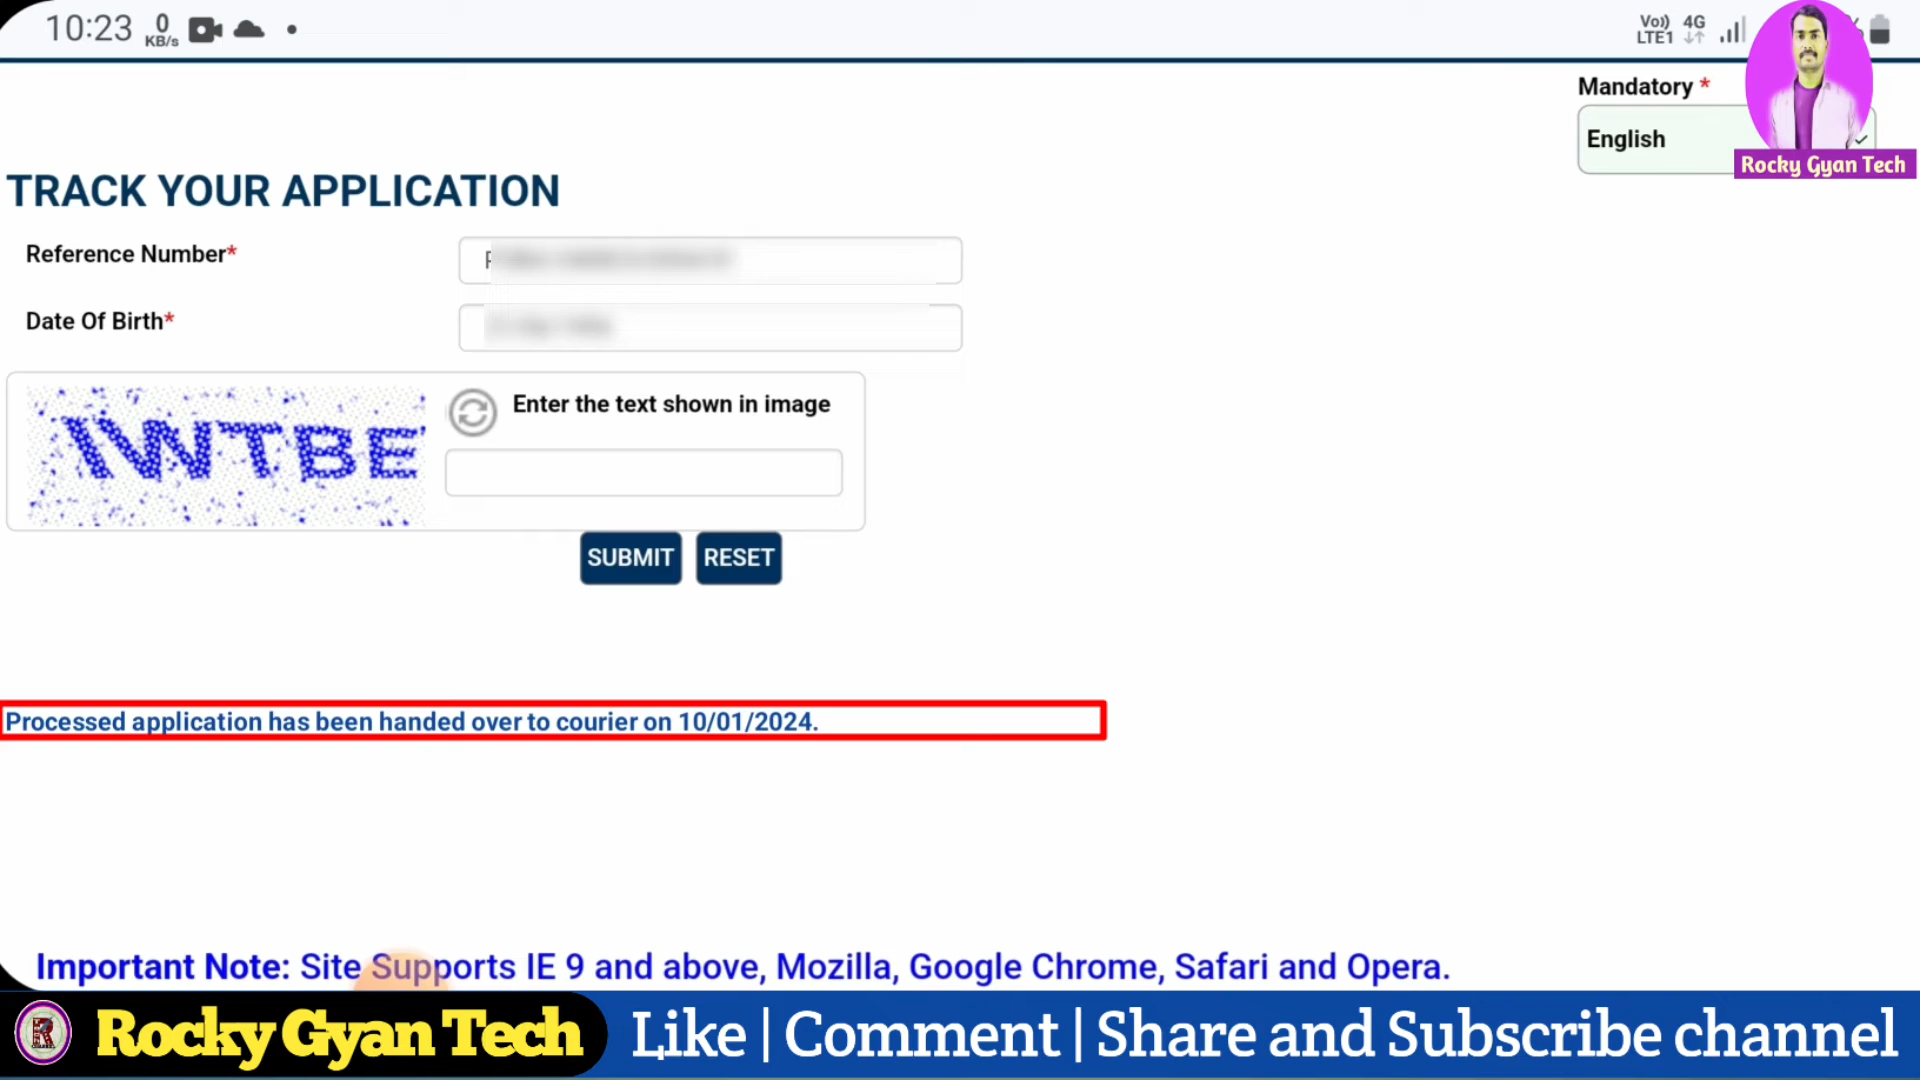 10:23 0 KB/s Vo)) LTE1 4G
Mandatory *
English
Rocky Gyan Tech
TRACK YOUR APPLICATION
Reference Number*
Date Of Birth*
Enter the text shown in image
SUBMIT RESET
Processed application has been handed over to courier on 10/01/2024.
Important Note: Site Supports IE 9 and above, Mozilla, Google Chrome, Safari and Opera.
Rocky Gyan Tech Like | Comment | Share and Subscribe channel